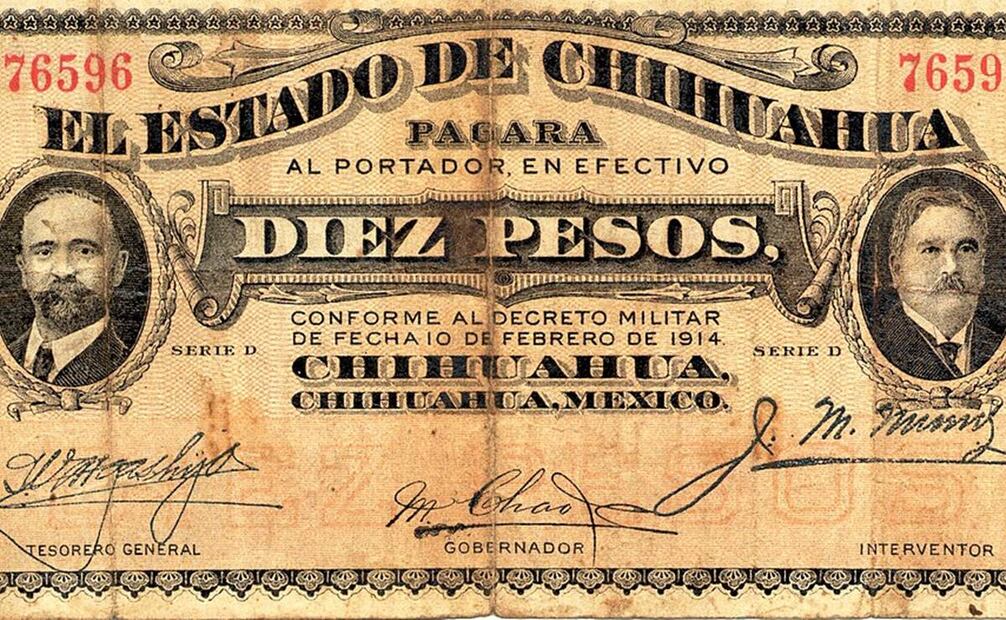 76596 7659
EL ESTADO DE CHIHUAHUA
PAGARA
AL PORTADOR, EN EFECTIVO
DIEZ PESOS,
CONFORME AL DECRETO MILITAR
DE FECHA 10 DE FEBRERO DE 1914.
SERIE D SERIE D
CHIHUAHUA,
CHIHUAHUA, MEXICO.
M. Chao
J. M.
TESORERO GENERAL
GOBERNADOR
INTERVENTOR